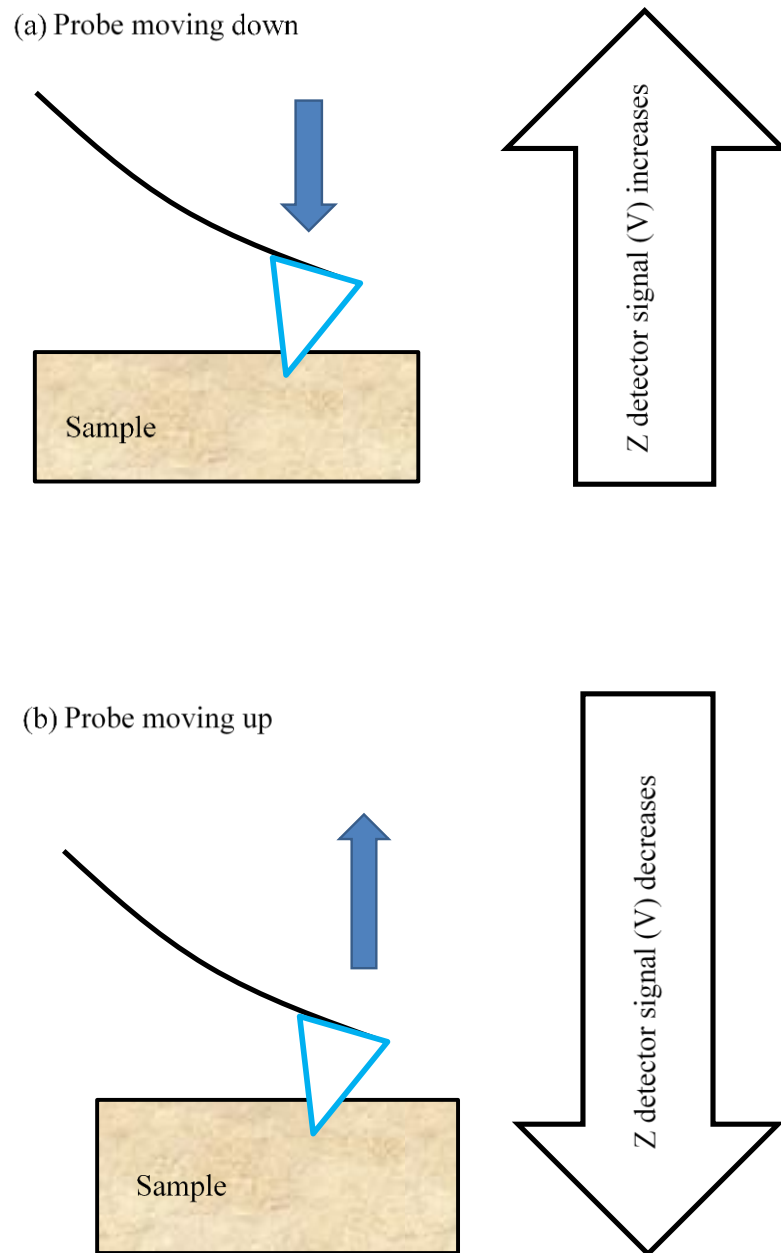 (a) Probe moving down
Z detector signal (V) increases
Sample
(b) Probe moving up
Z detector signal (V) decreases
Sample